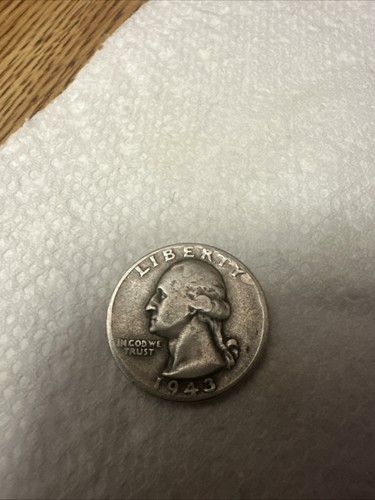 LIBERTY
IN GOD WE
TRUST
1943